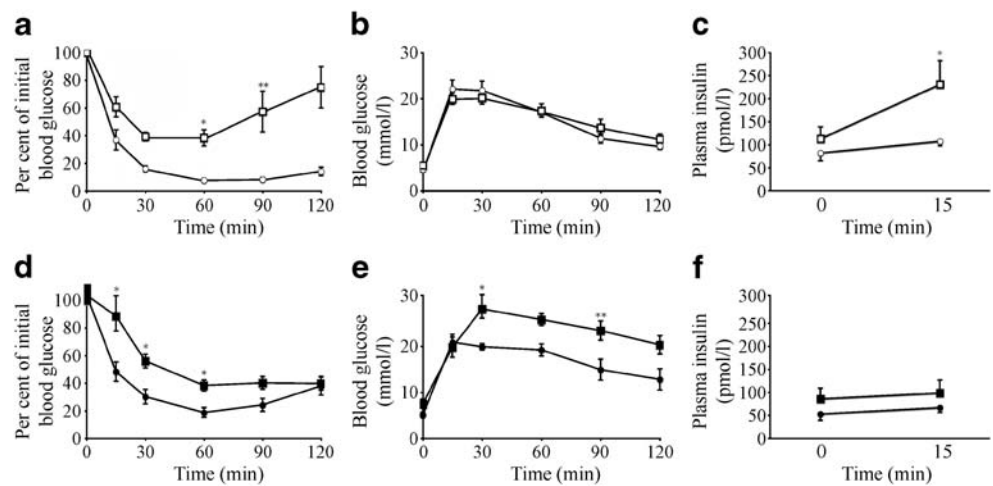 a
b
c
Per cent of initial
blood glucose
100
80
60
40
20
0
*
**
0 30 60 90 120
Time (min)
Blood glucose
(mmol/l)
30
20
10
0
0 30 60 90 120
Time (min)
Plasma insulin
(pmol/l)
300
250
200
150
100
50
0
*
0 15
Time (min)
d
e
f
Per cent of initial
blood glucose
100
80
60
40
20
0
*
*
*
0 30 60 90 120
Time (min)
Blood glucose
(mmol/l)
30
20
10
0
*
**
0 30 60 90 120
Time (min)
Plasma insulin
(pmol/l)
300
250
200
150
100
50
0
0 15
Time (min)